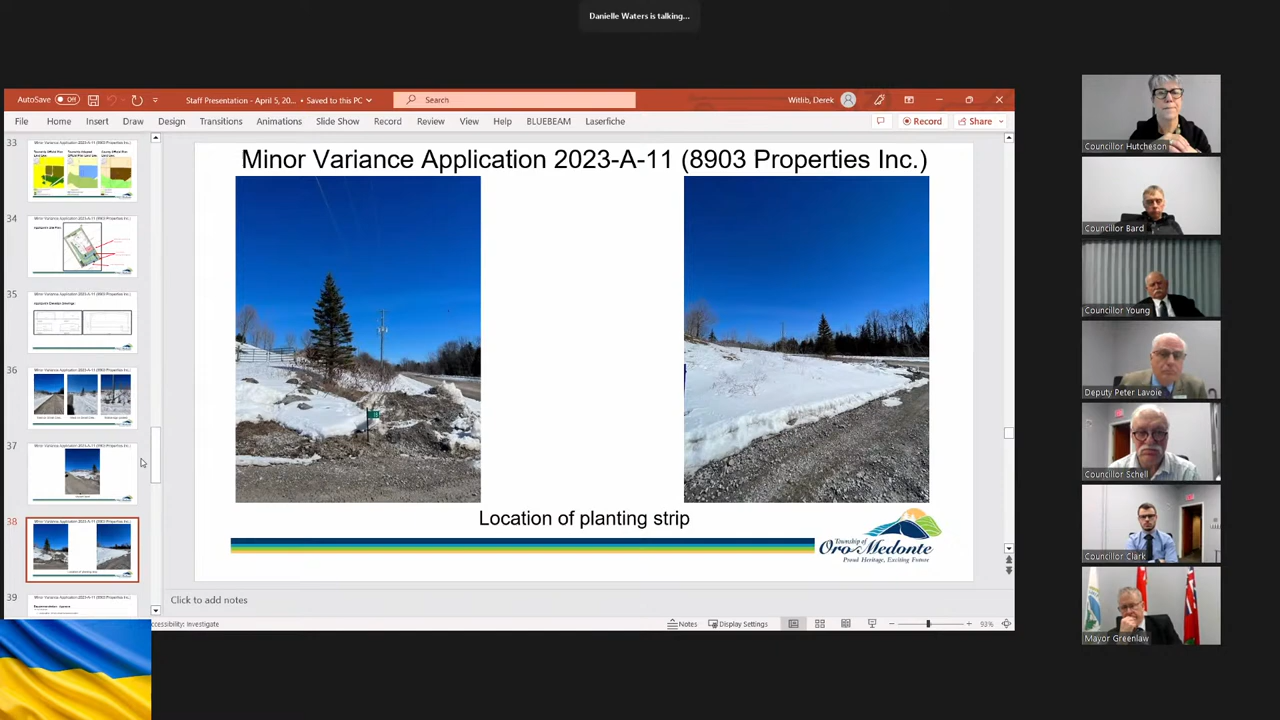 Danielle Waters is talking...
AutoSave Off
Staff Presentation - April 5, 20... • Saved to this PC
Search
Witlib, Derek
File Home Insert Draw Design Transitions Animations Slide Show Record Review View Help BLUEBEAM Laserfiche
Record Share
33
34
35
36
37
38
39
Minor Variance Application 2023-A-11 (8903 Properties Inc.)
Location of planting strip
Township of
Oro-Medonte
Proud Heritage, Exciting Future
Click to add notes
ccessibility: Investigate
Notes Display Settings 93%
Councillor Hutcheson
Councillor Bard
Councillor Young
Deputy Peter Lavoie
Councillor Schell
Councillor Clark
Mayor Greenlaw